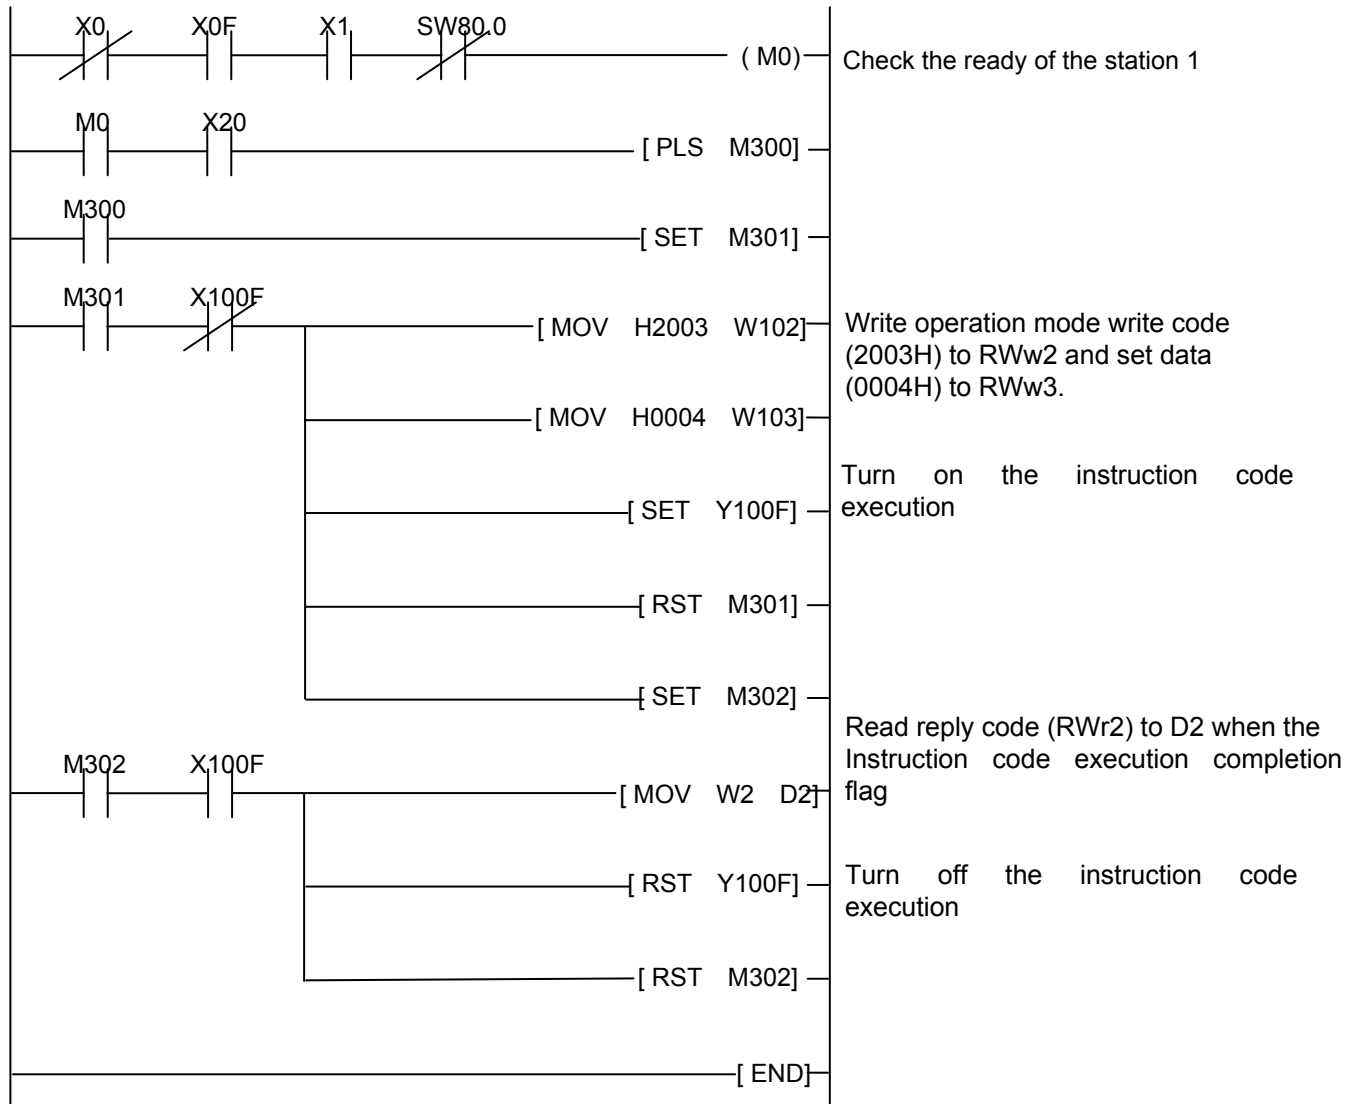 X0 X0F X1 SW80.0
( M0) Check the ready of the station 1
M0 X20
[ PLS M300]
M300
[ SET M301]
M301 X100F
[ MOV H2003 W102] Write operation mode write code
(2003H) to RWw2 and set data
(0004H) to RWw3.
[ MOV H0004 W103]
Turn on the instruction code
execution
[ SET Y100F]
[ RST M301]
[ SET M302]
Read reply code (RWr2) to D2 when the
Instruction code execution completion
flag
M302 X100F
[ MOV W2 D2]
[ RST Y100F] Turn off the instruction code
execution
[ RST M302]
[ END]